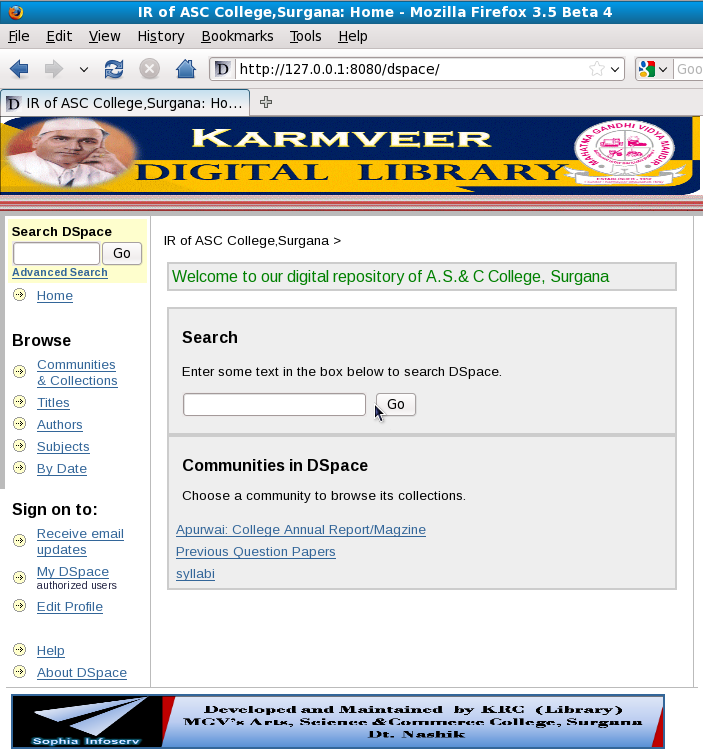 IR of ASC College,Surgana: Home - Mozilla Firefox 3.5 Beta 4
File Edit View History Bookmarks Tools Help
D http://127.0.0.1:8080/dspace/ Goo
D IR of ASC College,Surgana: Ho...
KARMVEER
DIGITAL LIBRARY
MAHATMA GANDHI VIDYA MANDIR
Search DSpace
Go
Advanced Search
Home
Browse
Communities
& Collections
Titles
Authors
Subjects
By Date
Sign on to:
Receive email
updates
My DSpace
authorized users
Edit Profile
Help
About DSpace
IR of ASC College,Surgana >
Welcome to our digital repository of A.S.& C College, Surgana
Search
Enter some text in the box below to search DSpace.
Go
Communities in DSpace
Choose a community to browse its collections.
Apurwai: College Annual Report/Magzine
Previous Question Papers
syllabi
Sophia Infoserv
Developed and Maintained by KRC (Library)
MGV's Arts, Science &Commerce College, Surgana
Dt. Nashik